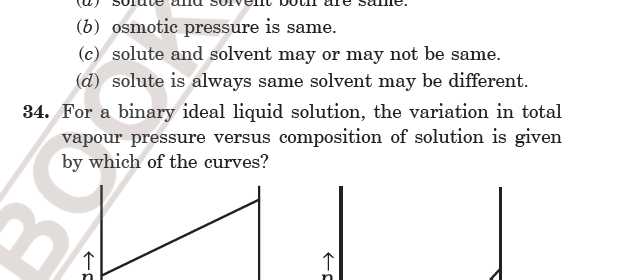 (a) solute and solvent both are same.
(b) osmotic pressure is same.
(c) solute and solvent may or may not be same.
(d) solute is always same solvent may be different.
34. For a binary ideal liquid solution, the variation in total
vapour pressure versus composition of solution is given
by which of the curves?
↑ ↑
p p
BOOK